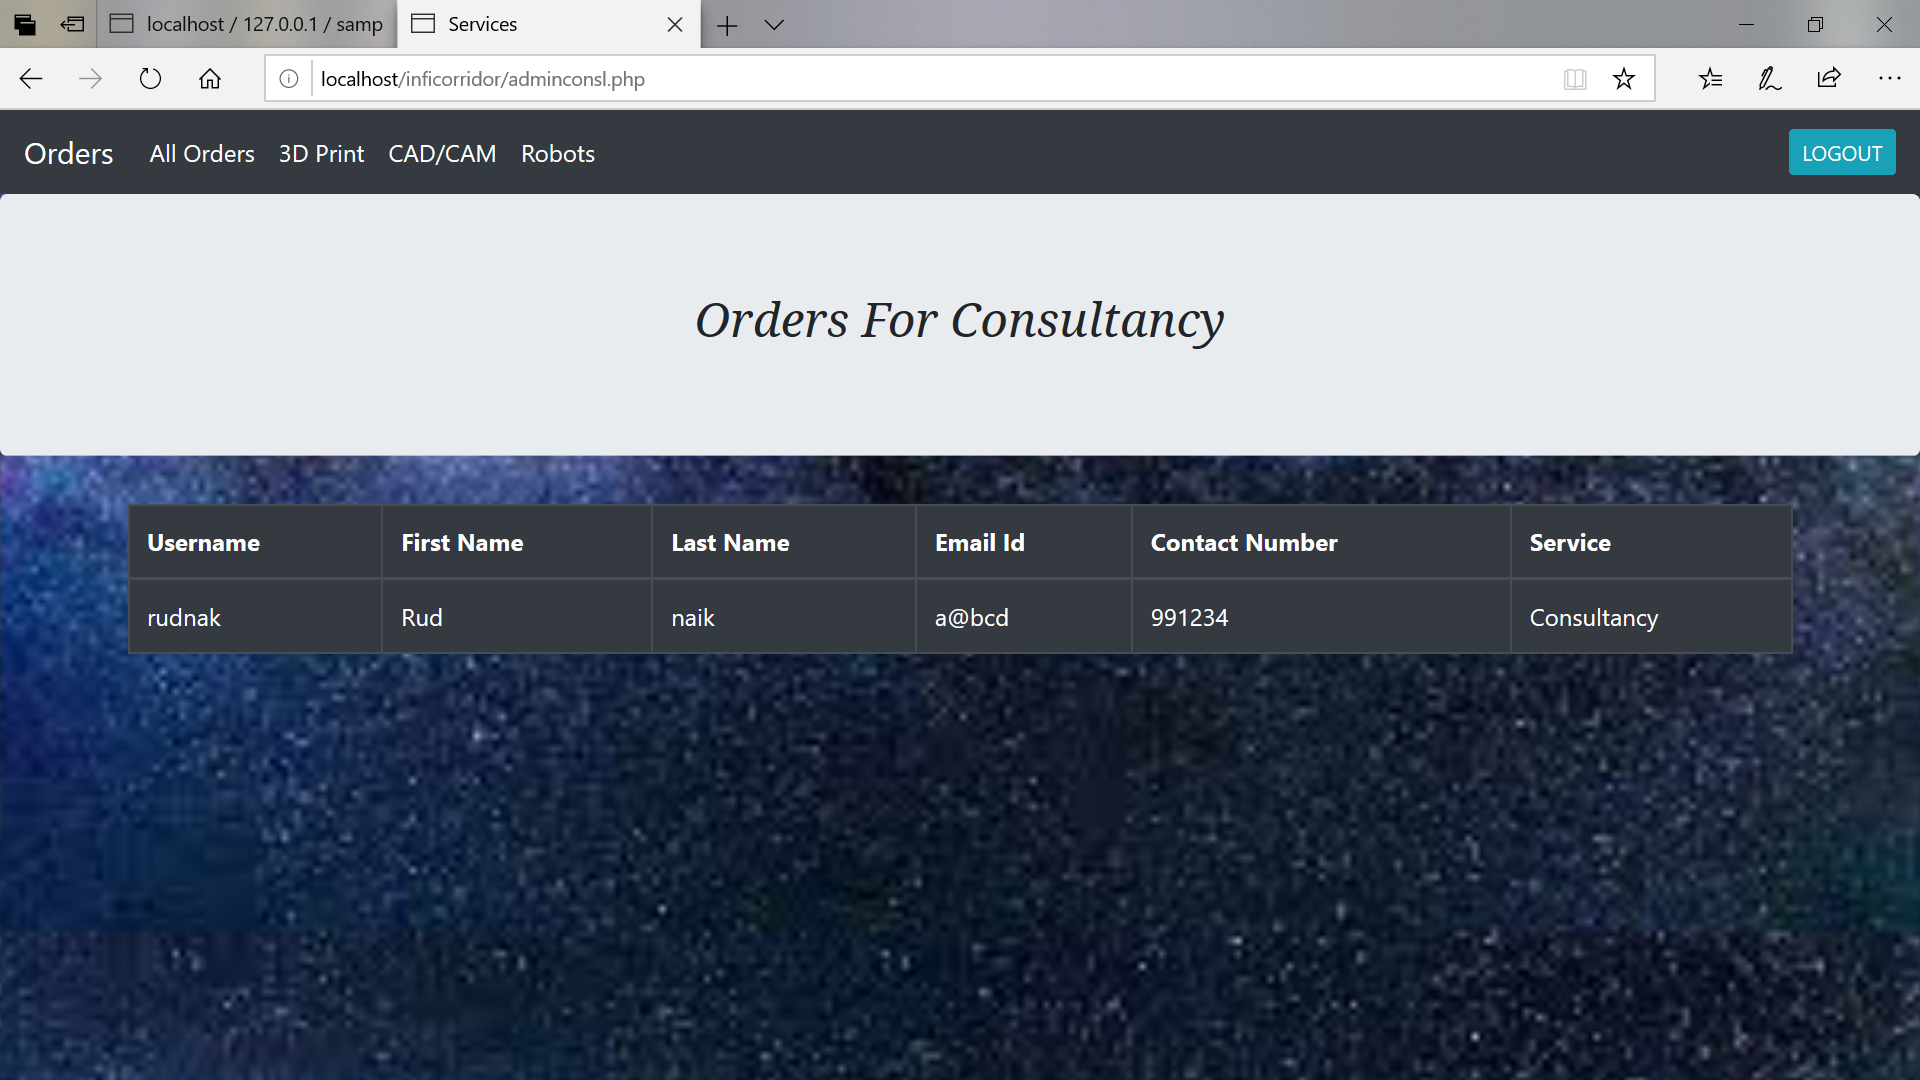 localhost / 127.0.0.1 / samp
Services
localhost/inficorridor/adminconsl.php
Orders All Orders 3D Print CAD/CAM Robots LOGOUT
Orders For Consultancy
Username First Name Last Name Email Id Contact Number Service
rudnak Rud naik a@bcd 991234 Consultancy